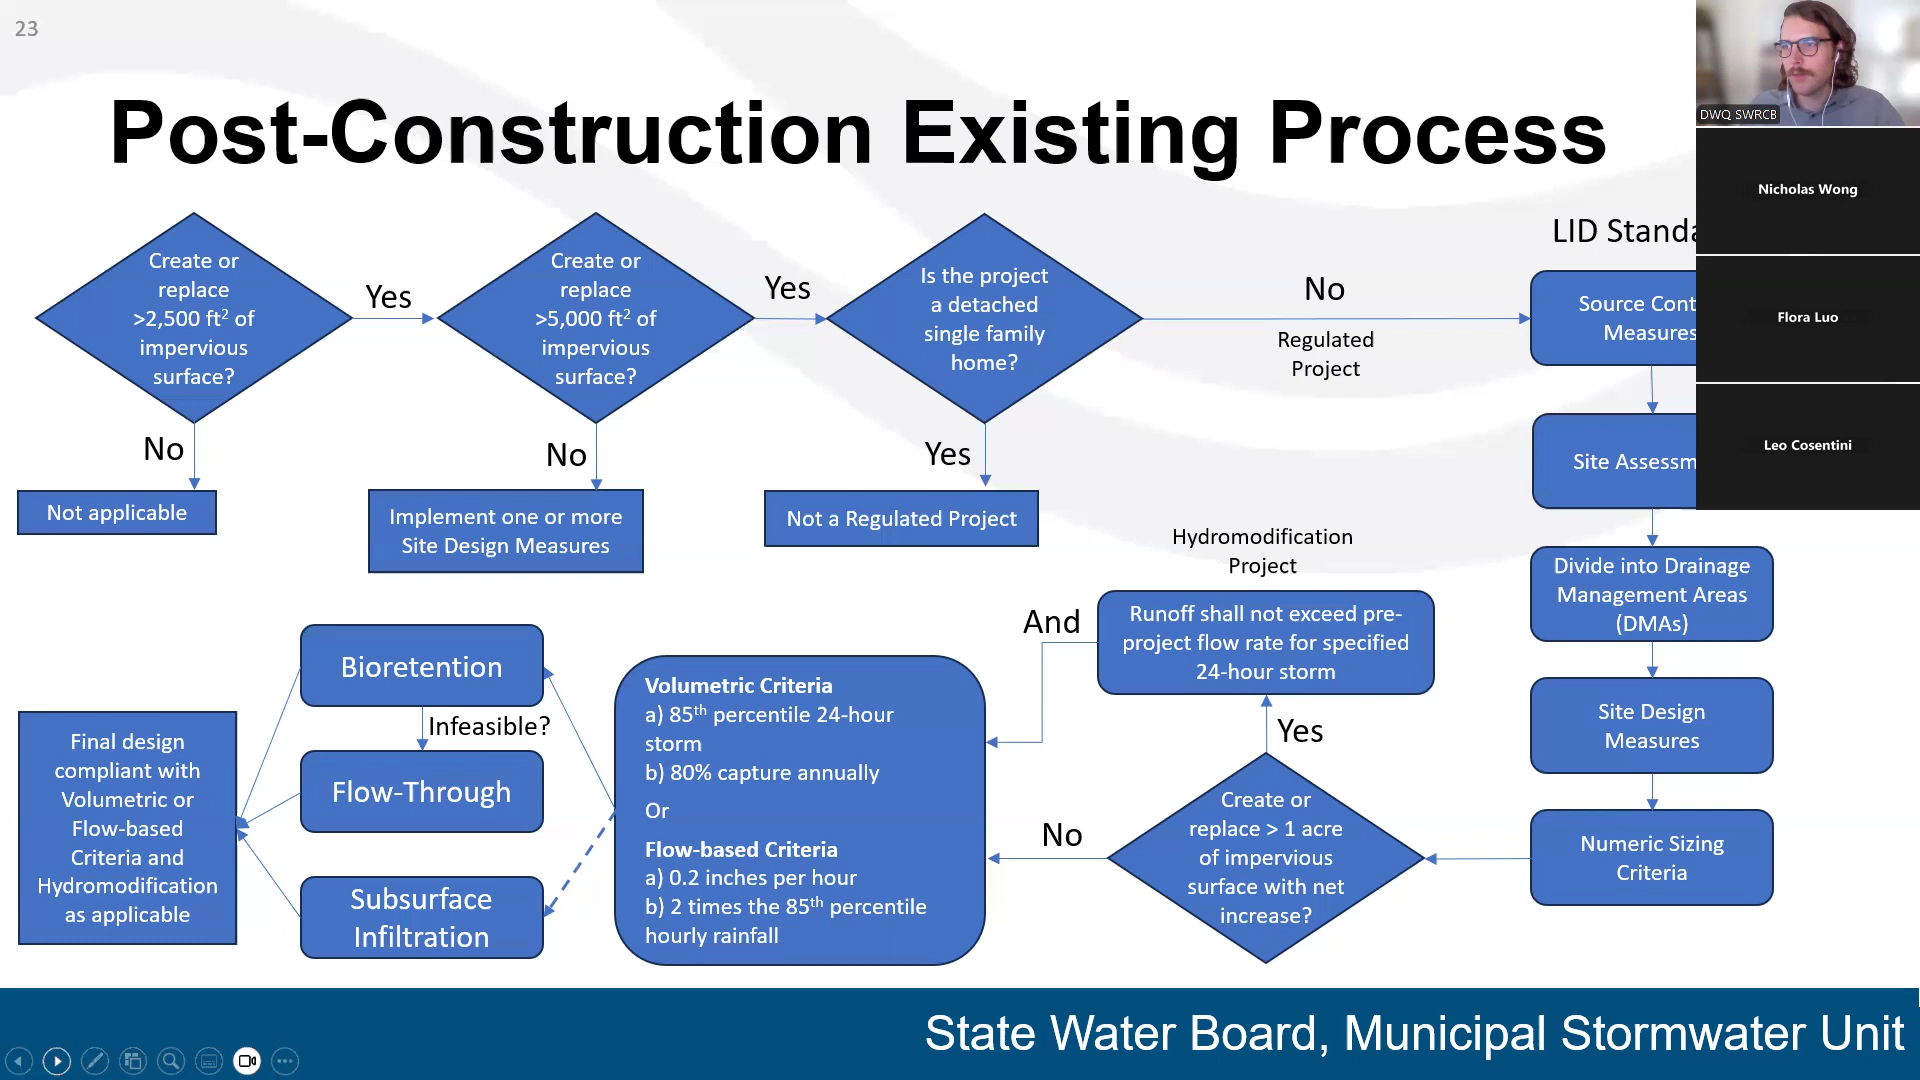 23
Post-Construction Existing Process
Create or
replace
>2,500 ft² of
impervious
surface?
Yes
Create or
replace
>5,000 ft² of
impervious
surface?
Yes
Is the project
a detached
single family
home?
No
Regulated
Project
LID
Source
Measures
Site
No
Not applicable
No
Implement one or more
Site Design Measures
Yes
Not a Regulated Project
Divide into Drainage
Management Areas
(DMAs)
Site Design
Measures
Numeric Sizing
Criteria
Hydromodification
Project
Runoff shall not exceed pre-
project flow rate for specified
24-hour storm
And
Yes
Create or
replace > 1 acre
of impervious
surface with net
increase?
No
Volumetric Criteria
a) 85th percentile 24-hour
storm
b) 80% capture annually
Or
Flow-based Criteria
a) 0.2 inches per hour
b) 2 times the 85th percentile
hourly rainfall
Bioretention
Infeasible?
Flow-Through
Subsurface
Infiltration
Final design
compliant with
Volumetric or
Flow-based
Criteria and
Hydromodification
as applicable
State Water Board, Municipal Stormwater Unit
DWQ SWRCB
Nicholas Wong
Flora Luo
Leo Cosentini